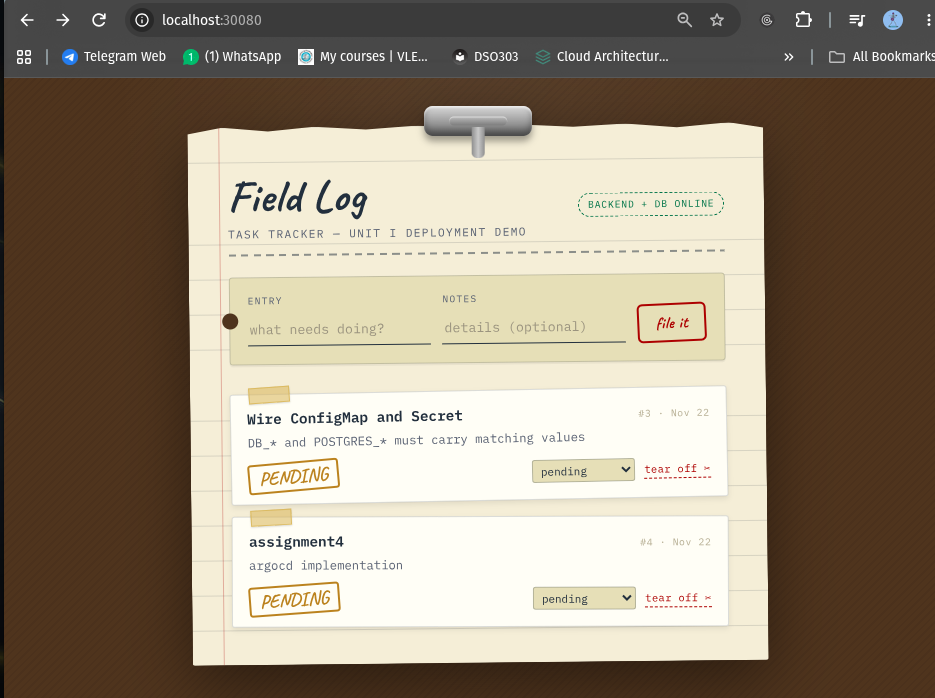 localhost:30080
Telegram Web
1
(1) WhatsApp
My courses | VLE...
DSO303
Cloud Architectur...
»
All Bookmarks
Field Log
BACKEND + DB ONLINE
TASK TRACKER — UNIT I DEPLOYMENT DEMO
ENTRY
NOTES
what needs doing?
details (optional)
file it
Wire ConfigMap and Secret
#3 · Nov 22
DB_* and POSTGRES_* must carry matching values
PENDING
pending
tear off ✂
assignment4
#4 · Nov 22
argocd implementation
PENDING
pending
tear off ✂